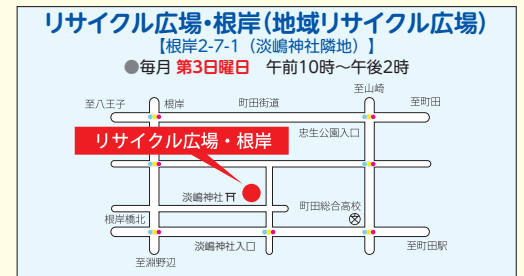 リサイクル広場・根岸(地域リサイクル広場)
【根岸2-7-1（淡嶋神社隣地）】
●毎月 第3日曜日 午前10時～午後2時
至山崎
至八王子
根岸
町田街道
至町田
忠生公園入口
リサイクル広場・根岸
淡嶋神社
町田総合高校
根岸橋北
淡嶋神社入口
至町田駅
至淵野辺